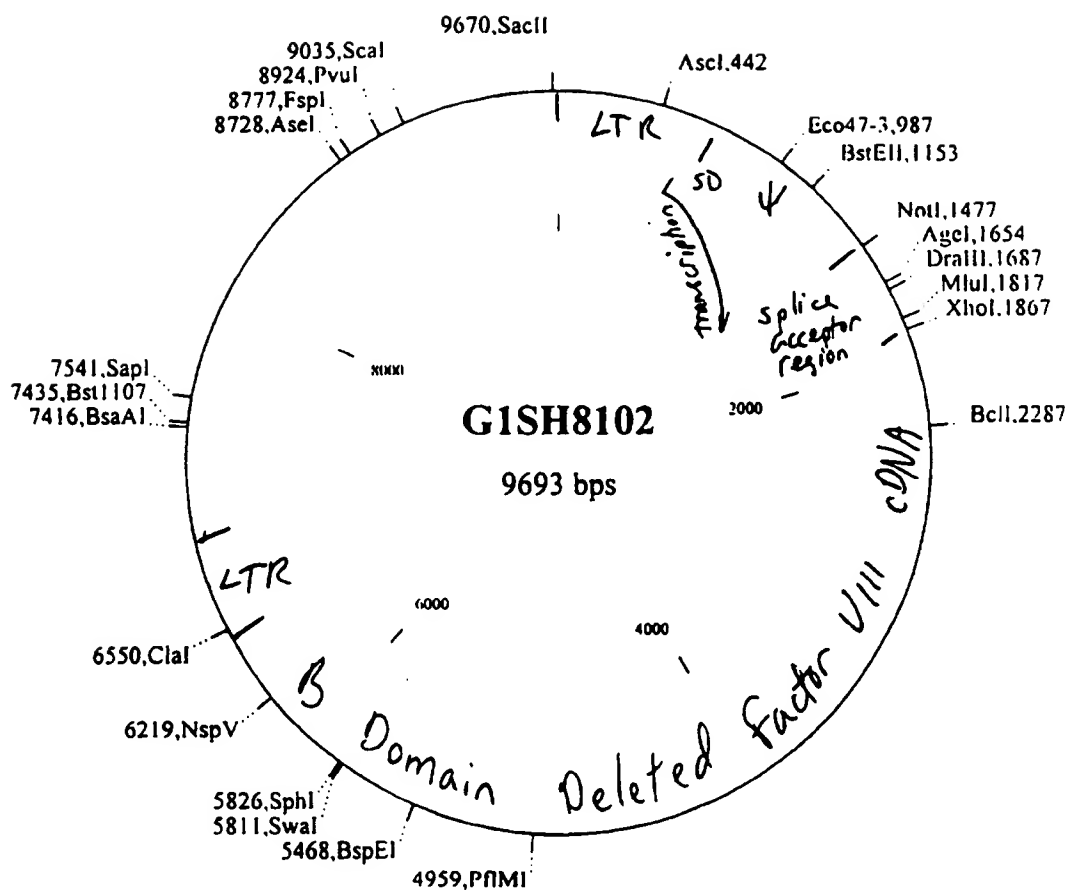 9670,SacII
9035,ScaI
8924,PvuI
8777,FspI
8728,AseI
AscI,442
Eco47-3,987
BstEII,1153
NotI,1477
AgeI,1654
DraIII,1687
MluI,1817
XhoI,1867
BclI,2287
LTR
SD
Ψ
transcription
splice
acceptor
region
8000
2000
G1SH8102
9693 bps
7541,SapI
7435,Bst1107
7416,BsaAI
LTR
6000
4000
6550,ClaI
6219,NspV
5826,SphI
5811,SwaI
5468,BspEI
4959,PflMI
B Domain Deleted Factor VIII cDNA